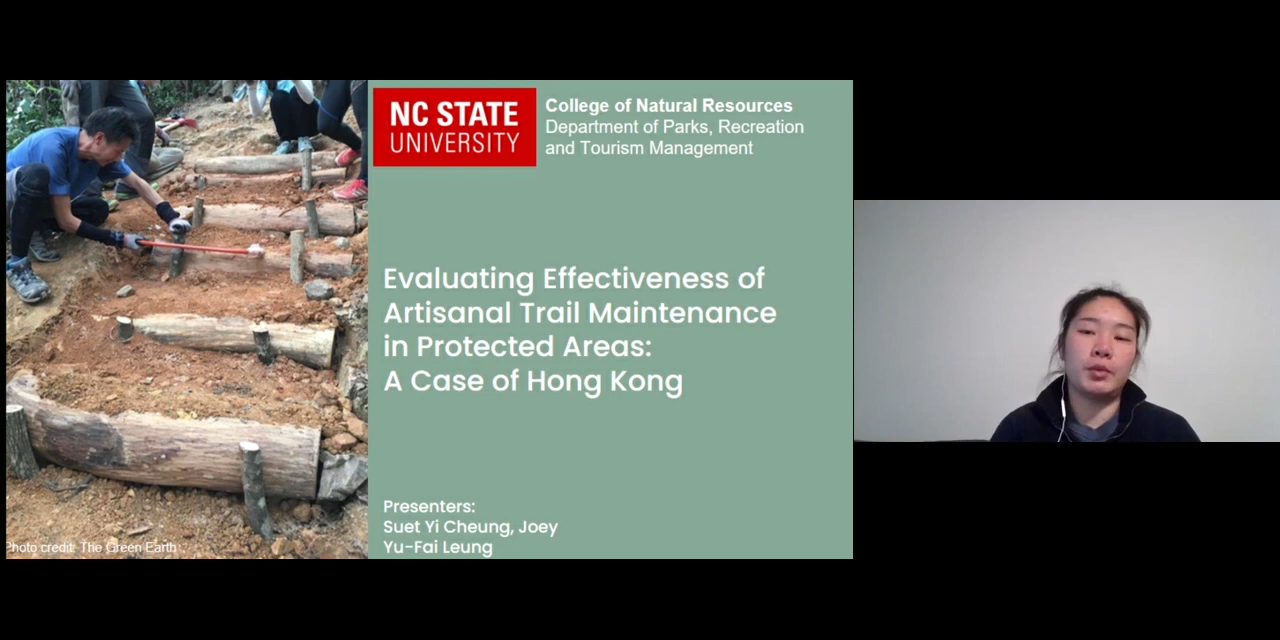 NC STATE
UNIVERSITY
College of Natural Resources
Department of Parks, Recreation
and Tourism Management
Evaluating Effectiveness of
Artisanal Trail Maintenance
in Protected Areas:
A Case of Hong Kong
Presenters:
Suet Yi Cheung, Joey
Yu-Fai Leung
Photo credit: The Green Earth